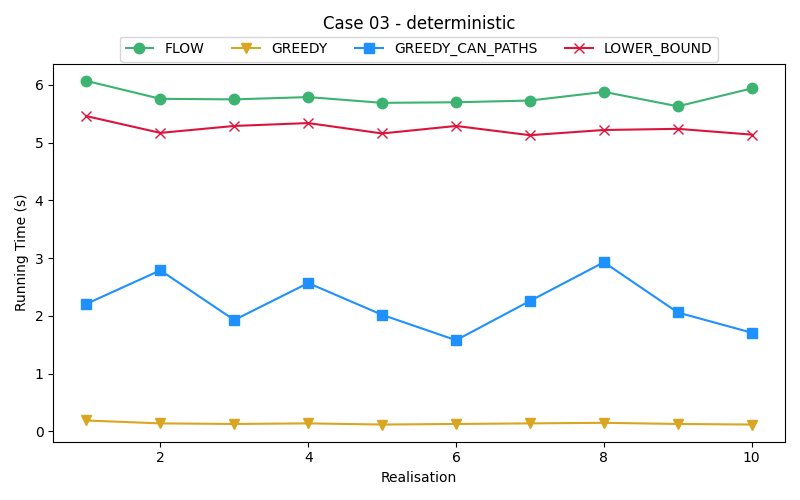 Case 03 - deterministic
FLOW GREEDY GREEDY_CAN_PATHS LOWER_BOUND
6
5
4
3
2
1
0
Running Time (s)
2 4 6 8 10
Realisation